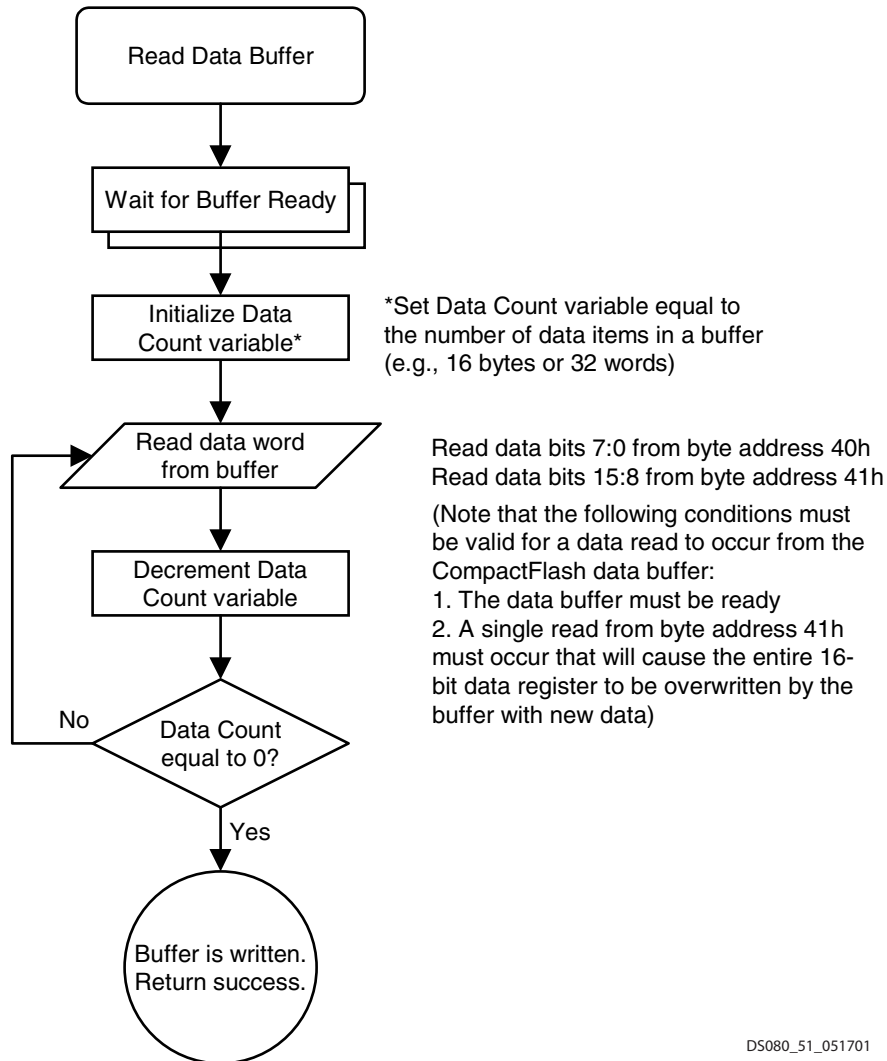 Read Data Buffer
Wait for Buffer Ready
Initialize Data
Count variable*
*Set Data Count variable equal to
the number of data items in a buffer
(e.g., 16 bytes or 32 words)
Read data word
from buffer
Read data bits 7:0 from byte address 40h
Read data bits 15:8 from byte address 41h
(Note that the following conditions must
be valid for a data read to occur from the
CompactFlash data buffer:
1. The data buffer must be ready
2. A single read from byte address 41h
must occur that will cause the entire 16-
bit data register to be overwritten by the
buffer with new data)
Decrement Data
Count variable
No
Data Count
equal to 0?
Yes
Buffer is written.
Return success.
DS080_51_051701